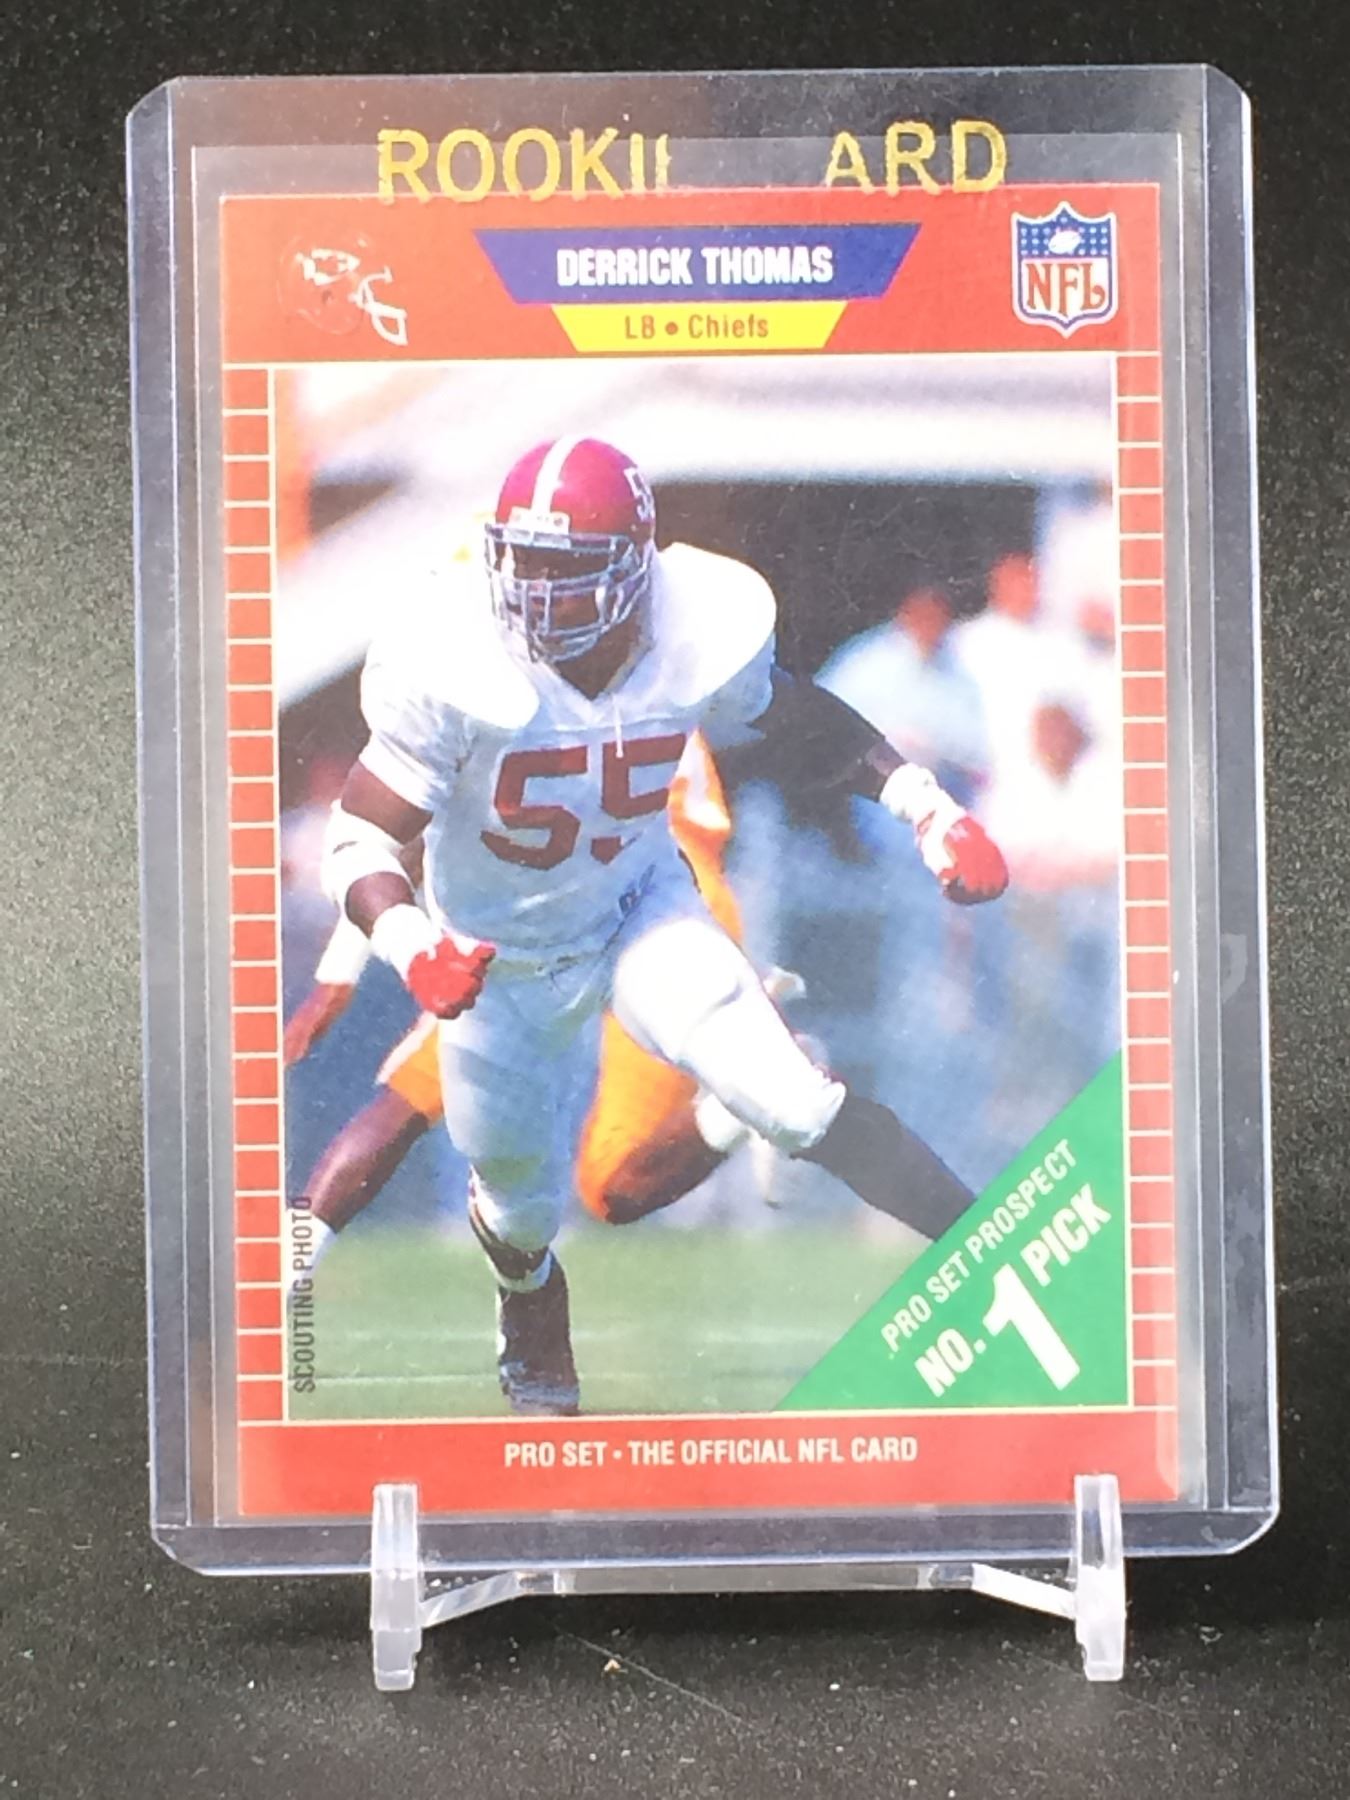 ROOKI ARD
DERRICK THOMAS
LB • Chiefs
NFL
55
SCOUTING PHOTO
PRO SET PROSPECT
NO. 1 PICK
PRO SET • THE OFFICIAL NFL CARD